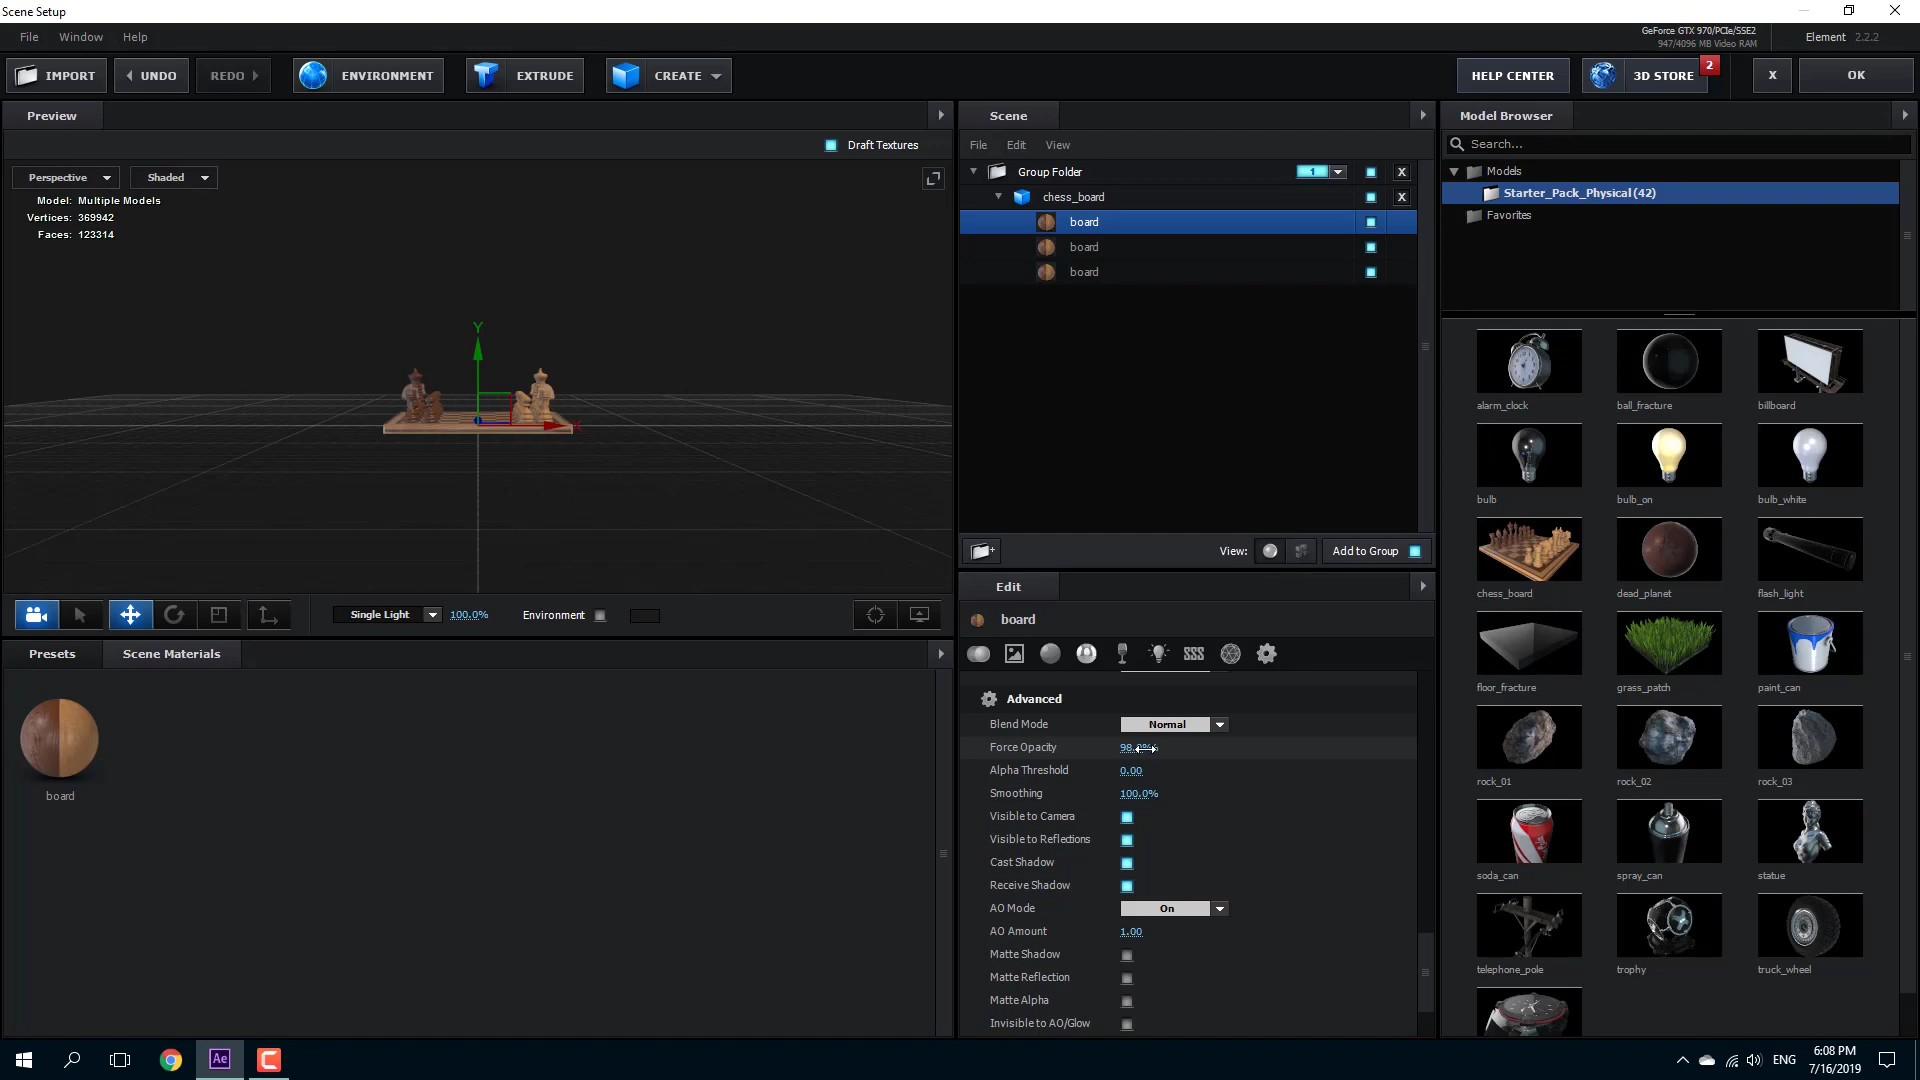 Scene Setup
File Window Help
GeForce GTX 970/PCIe/SSE2
947/4096 MB Video RAM
Element 2.2.2
IMPORT
UNDO
REDO
ENVIRONMENT
EXTRUDE
CREATE
HELP CENTER
3D STORE
2
X
OK
Preview
Draft Textures
Perspective
Shaded
Model: Multiple Models
Vertices: 369942
Faces: 123314
Y
X
Single Light
100.0%
Environment
Presets
Scene Materials
board
Scene
File Edit View
Group Folder
1
X
chess_board
X
board
board
board
View:
Add to Group
Edit
board
Advanced
Blend Mode Normal
Force Opacity
Alpha Threshold 0.00
Smoothing 100.0%
Visible to Camera
Visible to Reflections
Cast Shadow
Receive Shadow
AO Mode On
AO Amount 1.00
Matte Shadow
Matte Reflection
Matte Alpha
Invisible to AO/Glow
Model Browser
Search...
Models
Starter_Pack_Physical (42)
Favorites
alarm_clock ball_fracture billboard
bulb bulb_on bulb_white
chess_board dead_planet flash_light
floor_fracture grass_patch paint_can
rock_01 rock_02 rock_03
soda_can spray_can statue
telephone_pole trophy truck_wheel
Ae
ENG
6:08 PM
7/16/2019